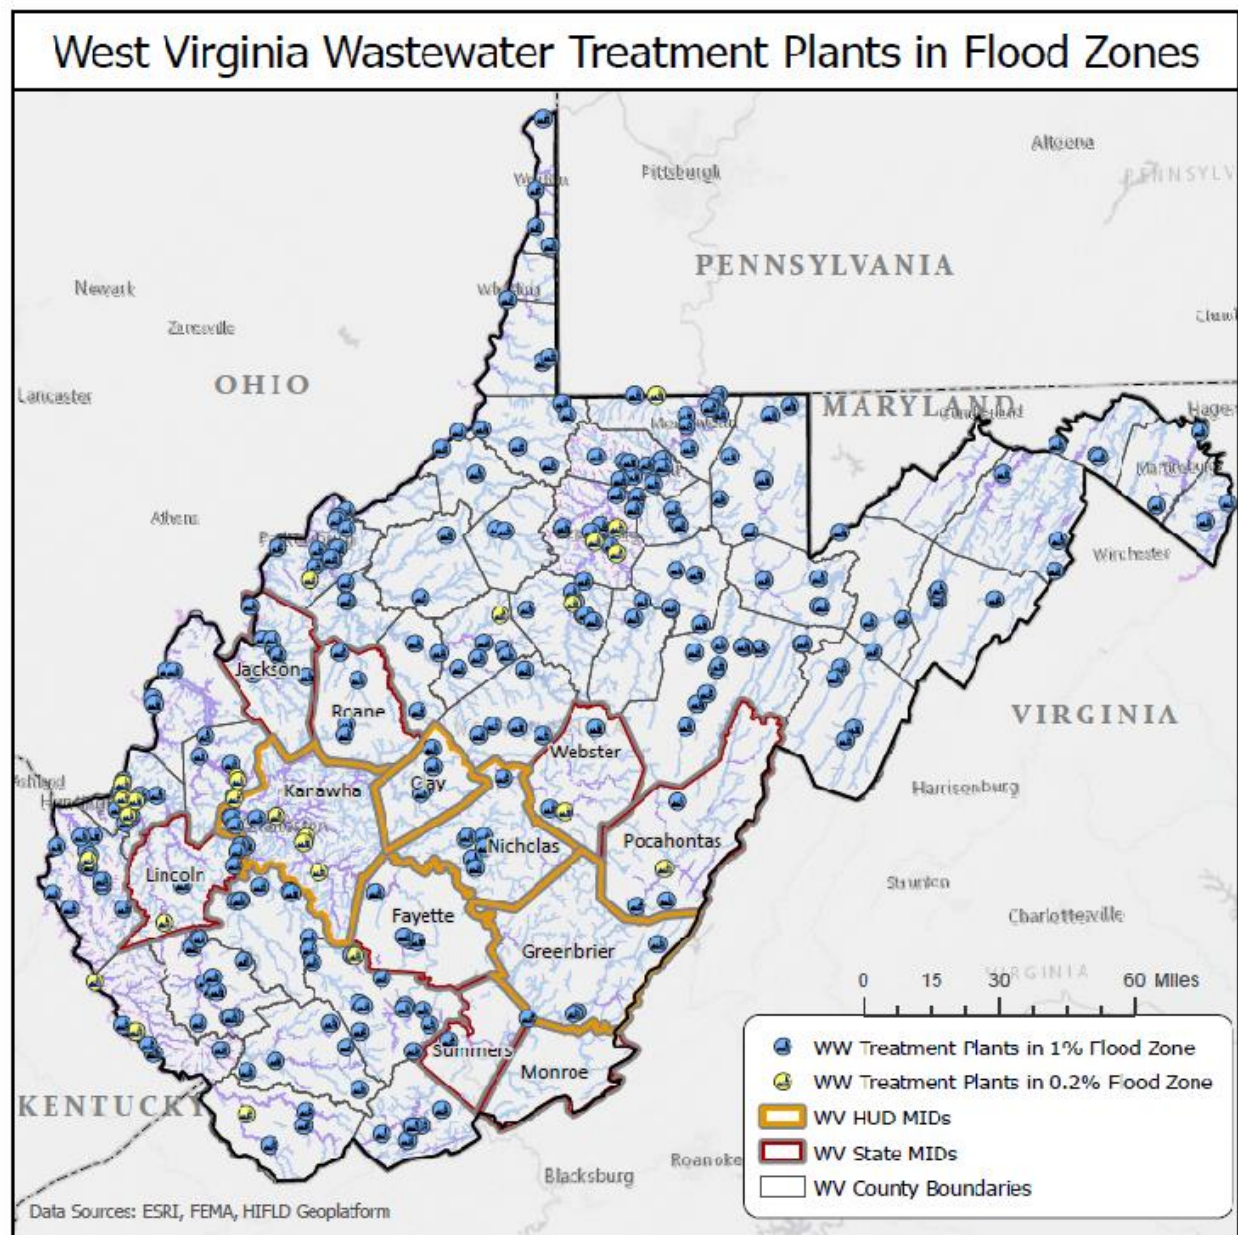 West Virginia Wastewater Treatment Plants in Flood Zones
Altoona
Pittsburgh
PENNSYLV
PENNSYLVANIA
Newark
Zanesville
OHIO
Lancaster
MARYLAND
Athens
Winchester
Jackson
Roane
VIRGINIA
Webster
Harrisonburg
Kanawha
Clay
Pocahontas
Nicholas
Lincoln
Staunton
Charlottesville
Fayette
Greenbrier
VIRGINIA
0 15 30 60 Miles
WW Treatment Plants in 1% Flood Zone
Summers
WW Treatment Plants in 0.2% Flood Zone
Monroe
KENTUCKY
WV HUD MIDs
WV State MIDs
Roanoke
Blacksburg
WV County Boundaries
Data Sources: ESRI, FEMA, HIFLD Geoplatform